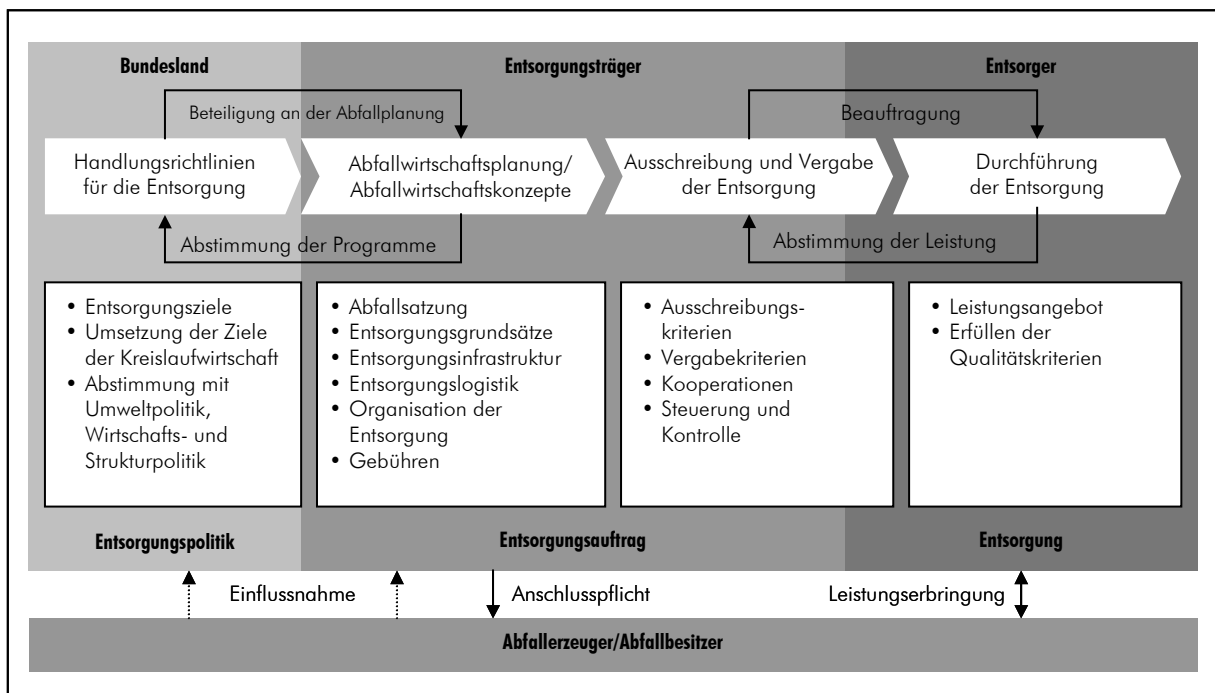 Bundesland
Entsorgungsträger
Entsorger
Beteiligung an der Abfallplanung
Beauftragung
Handlungsrichtlinien
für die Entsorgung
Abfallwirtschaftsplanung/
Abfallwirtschaftskonzepte
Ausschreibung und Vergabe
der Entsorgung
Durchführung
der Entsorgung
Abstimmung der Programme
Abstimmung der Leistung
• Entsorgungsziele
• Umsetzung der Ziele
der Kreislaufwirtschaft
• Abstimmung mit
Umweltpolitik,
Wirtschafts- und
Strukturpolitik
• Abfallsatzung
• Entsorgungsgrundsätze
• Entsorgungsinfrastruktur
• Entsorgungslogistik
• Organisation der
Entsorgung
• Gebühren
• Ausschreibungs-
kriterien
• Vergabekriterien
• Kooperationen
• Steuerung und
Kontrolle
• Leistungsangebot
• Erfüllen der
Qualitätskriterien
Entsorgungspolitik
Entsorgungsauftrag
Entsorgung
Einflussnahme
Anschlusspflicht
Leistungserbringung
Abfallerzeuger/Abfallbesitzer